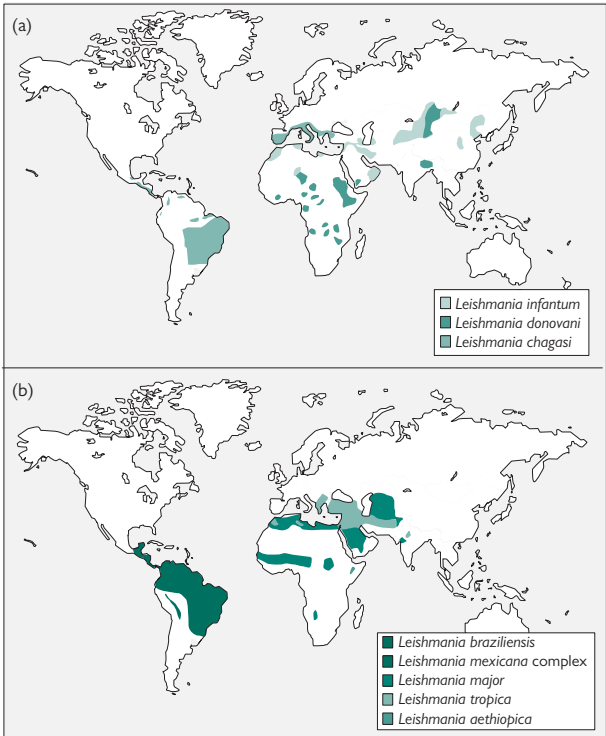 (a)
Leishmania infantum
Leishmania donovani
Leishmania chagasi
(b)
Leishmania braziliensis
Leishmania mexicana complex
Leishmania major
Leishmania tropica
Leishmania aethiopica